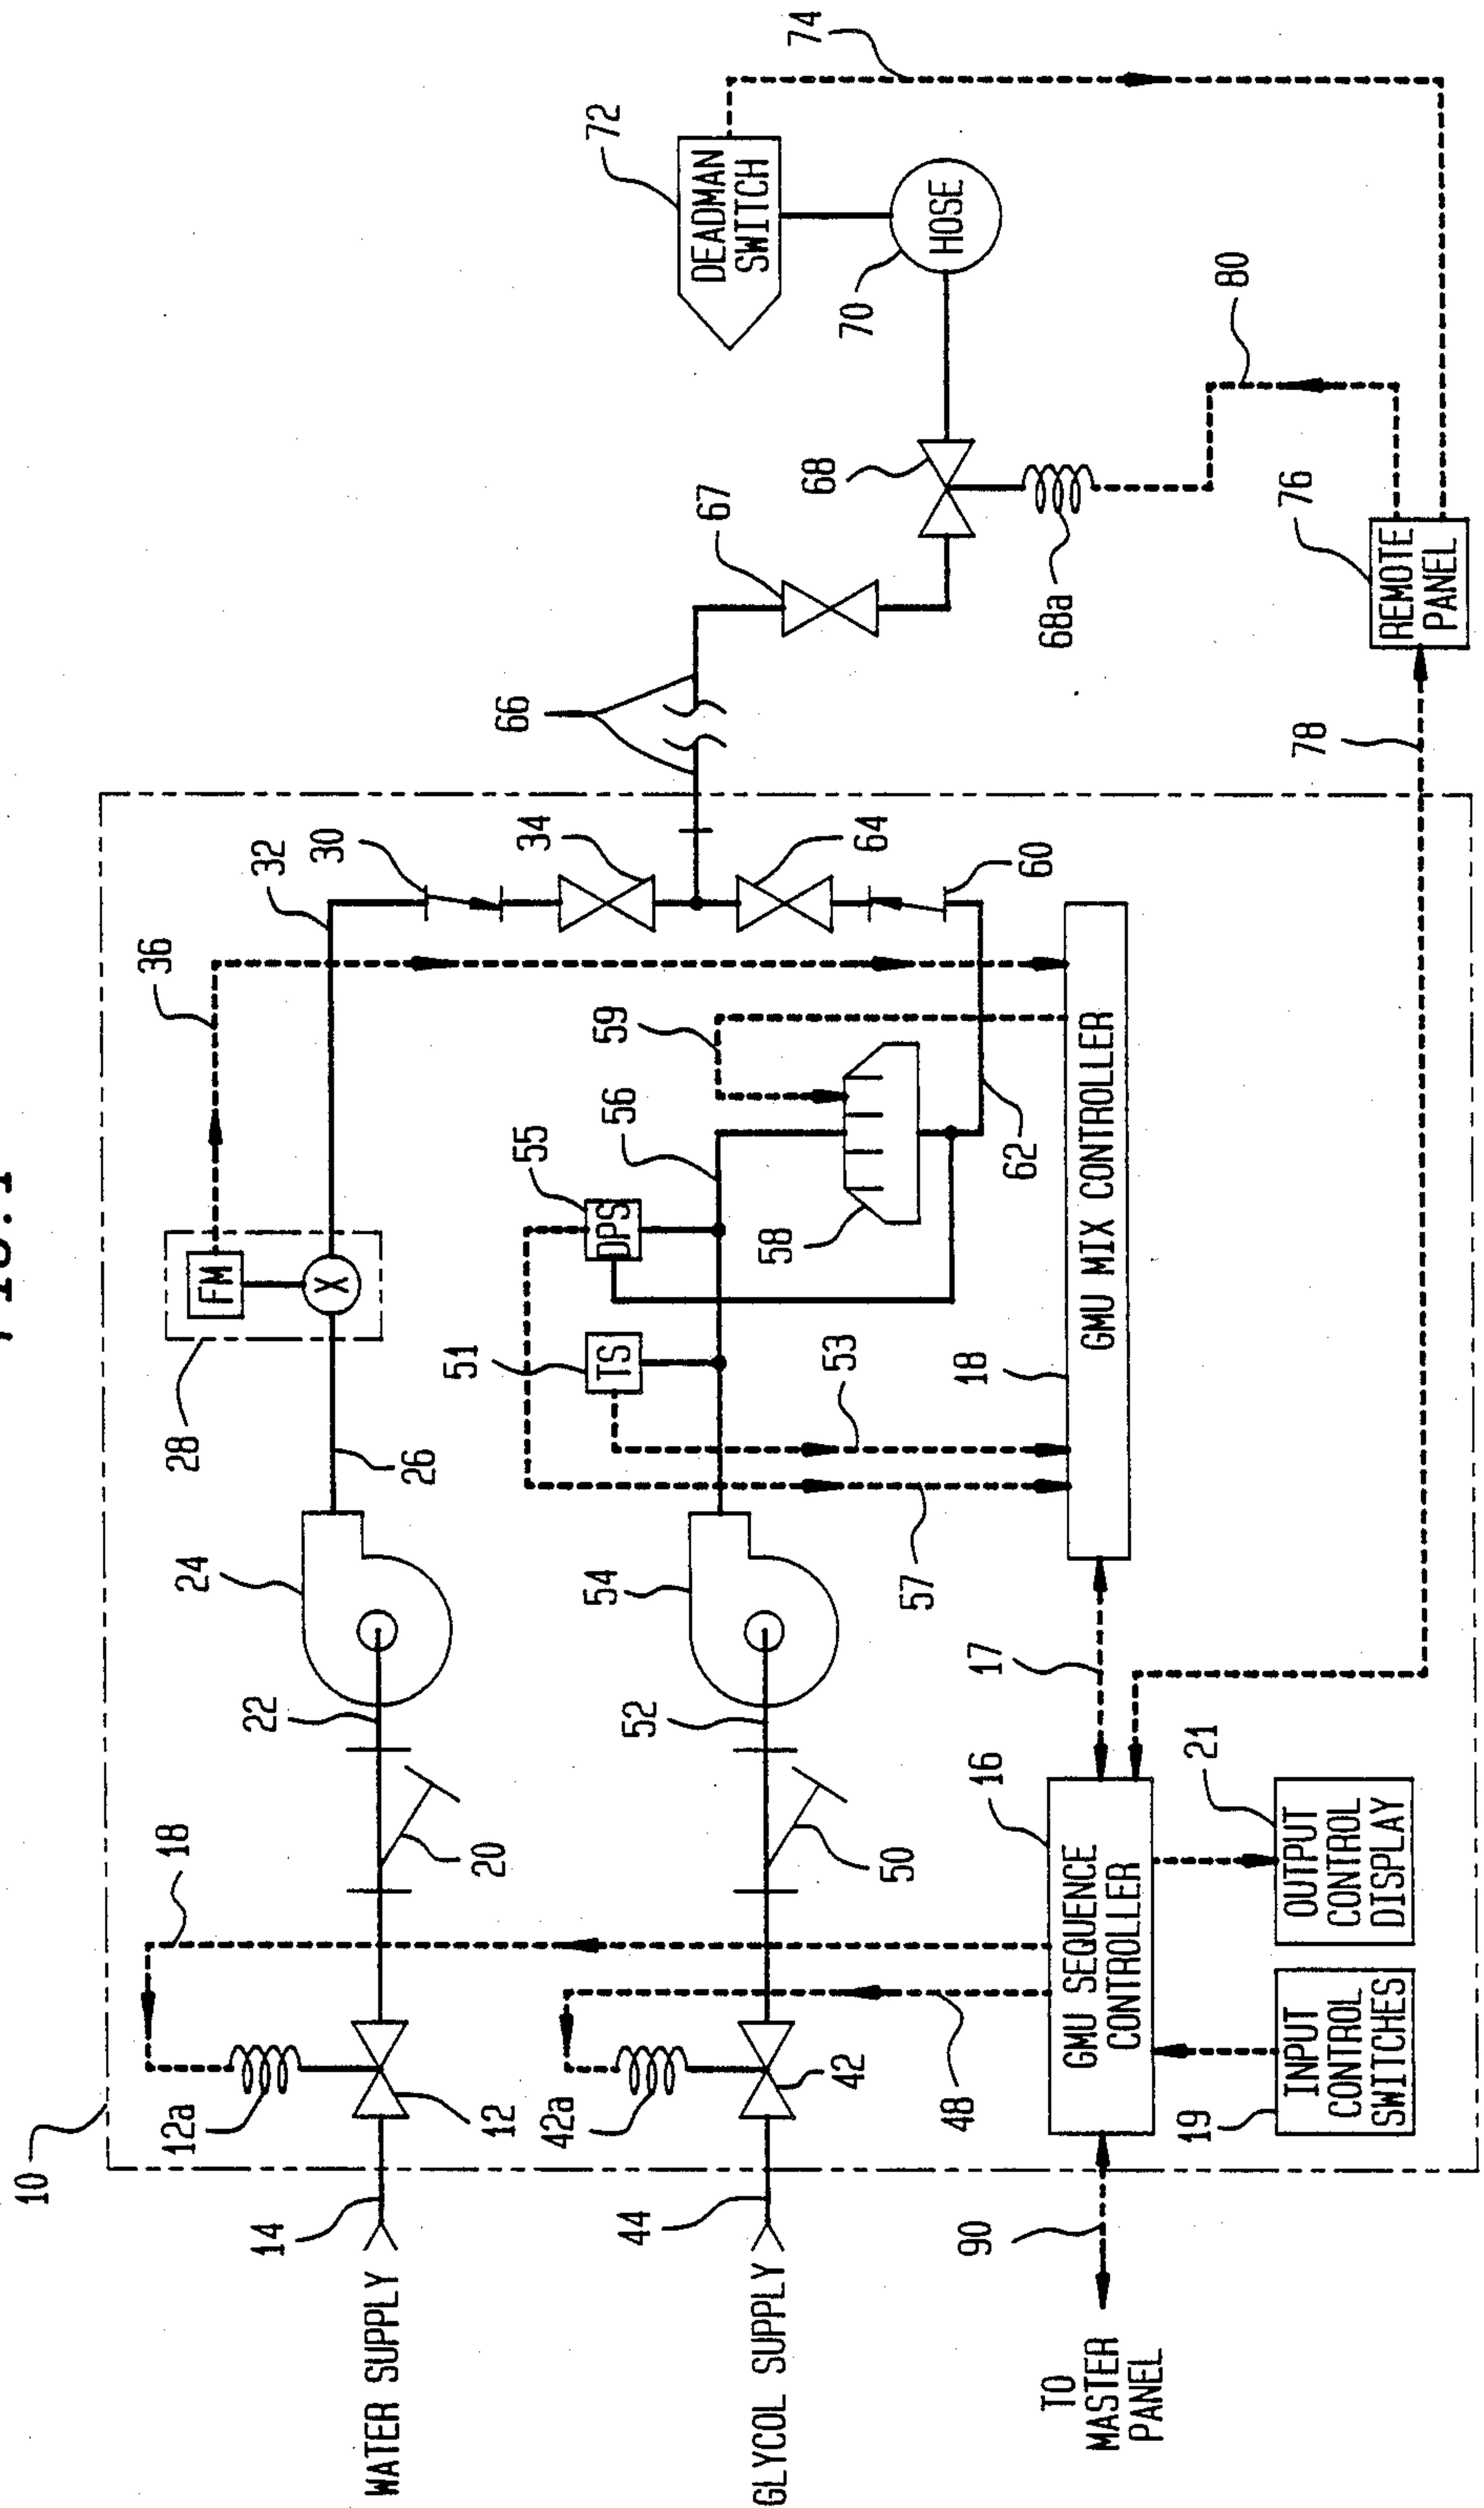 10
12a
18
28
FM
36
32
30
14
12
20
22
24
26
X
34
WATER SUPPLY
42a
51
TS
55
DPS
56
59
66
67
72
DEADMAN
SWITCH
74
44
42
50
52
54
53
58
64
68
70
HOSE
GLYCOL SUPPLY
48
57
62
60
68a
80
90
16
17
18
GMU MIX CONTROLLER
TO
MASTER
PANEL
GMU SEQUENCE
CONTROLLER
19
INPUT
CONTROL
SWITCHES
21
OUTPUT
CONTROL
DISPLAY
78
76
REMOTE
PANEL